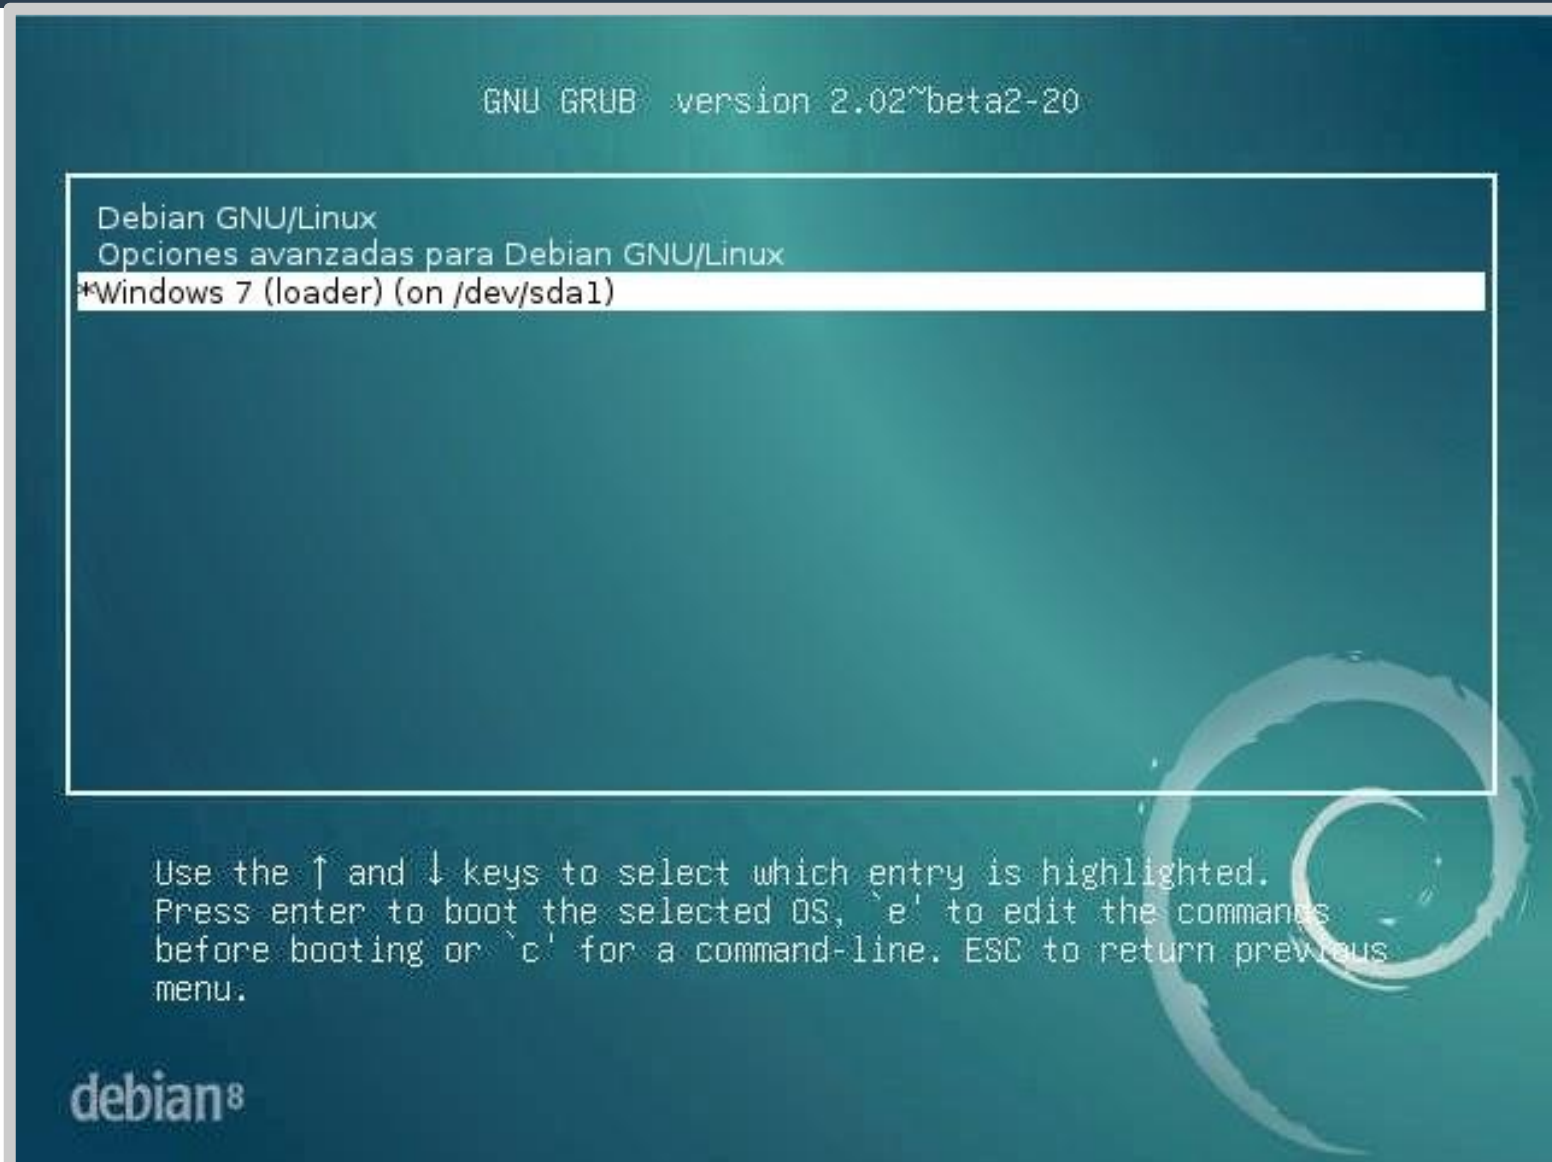 GNU GRUB  version 2.02~beta2-20
Debian GNU/Linux
Opciones avanzadas para Debian GNU/Linux
*Windows 7 (loader) (on /dev/sda1)
Use the ↑ and ↓ keys to select which entry is highlighted.
Press enter to boot the selected OS, `e' to edit the commands
before booting or `c' for a command-line. ESC to return previous
menu.
debian8